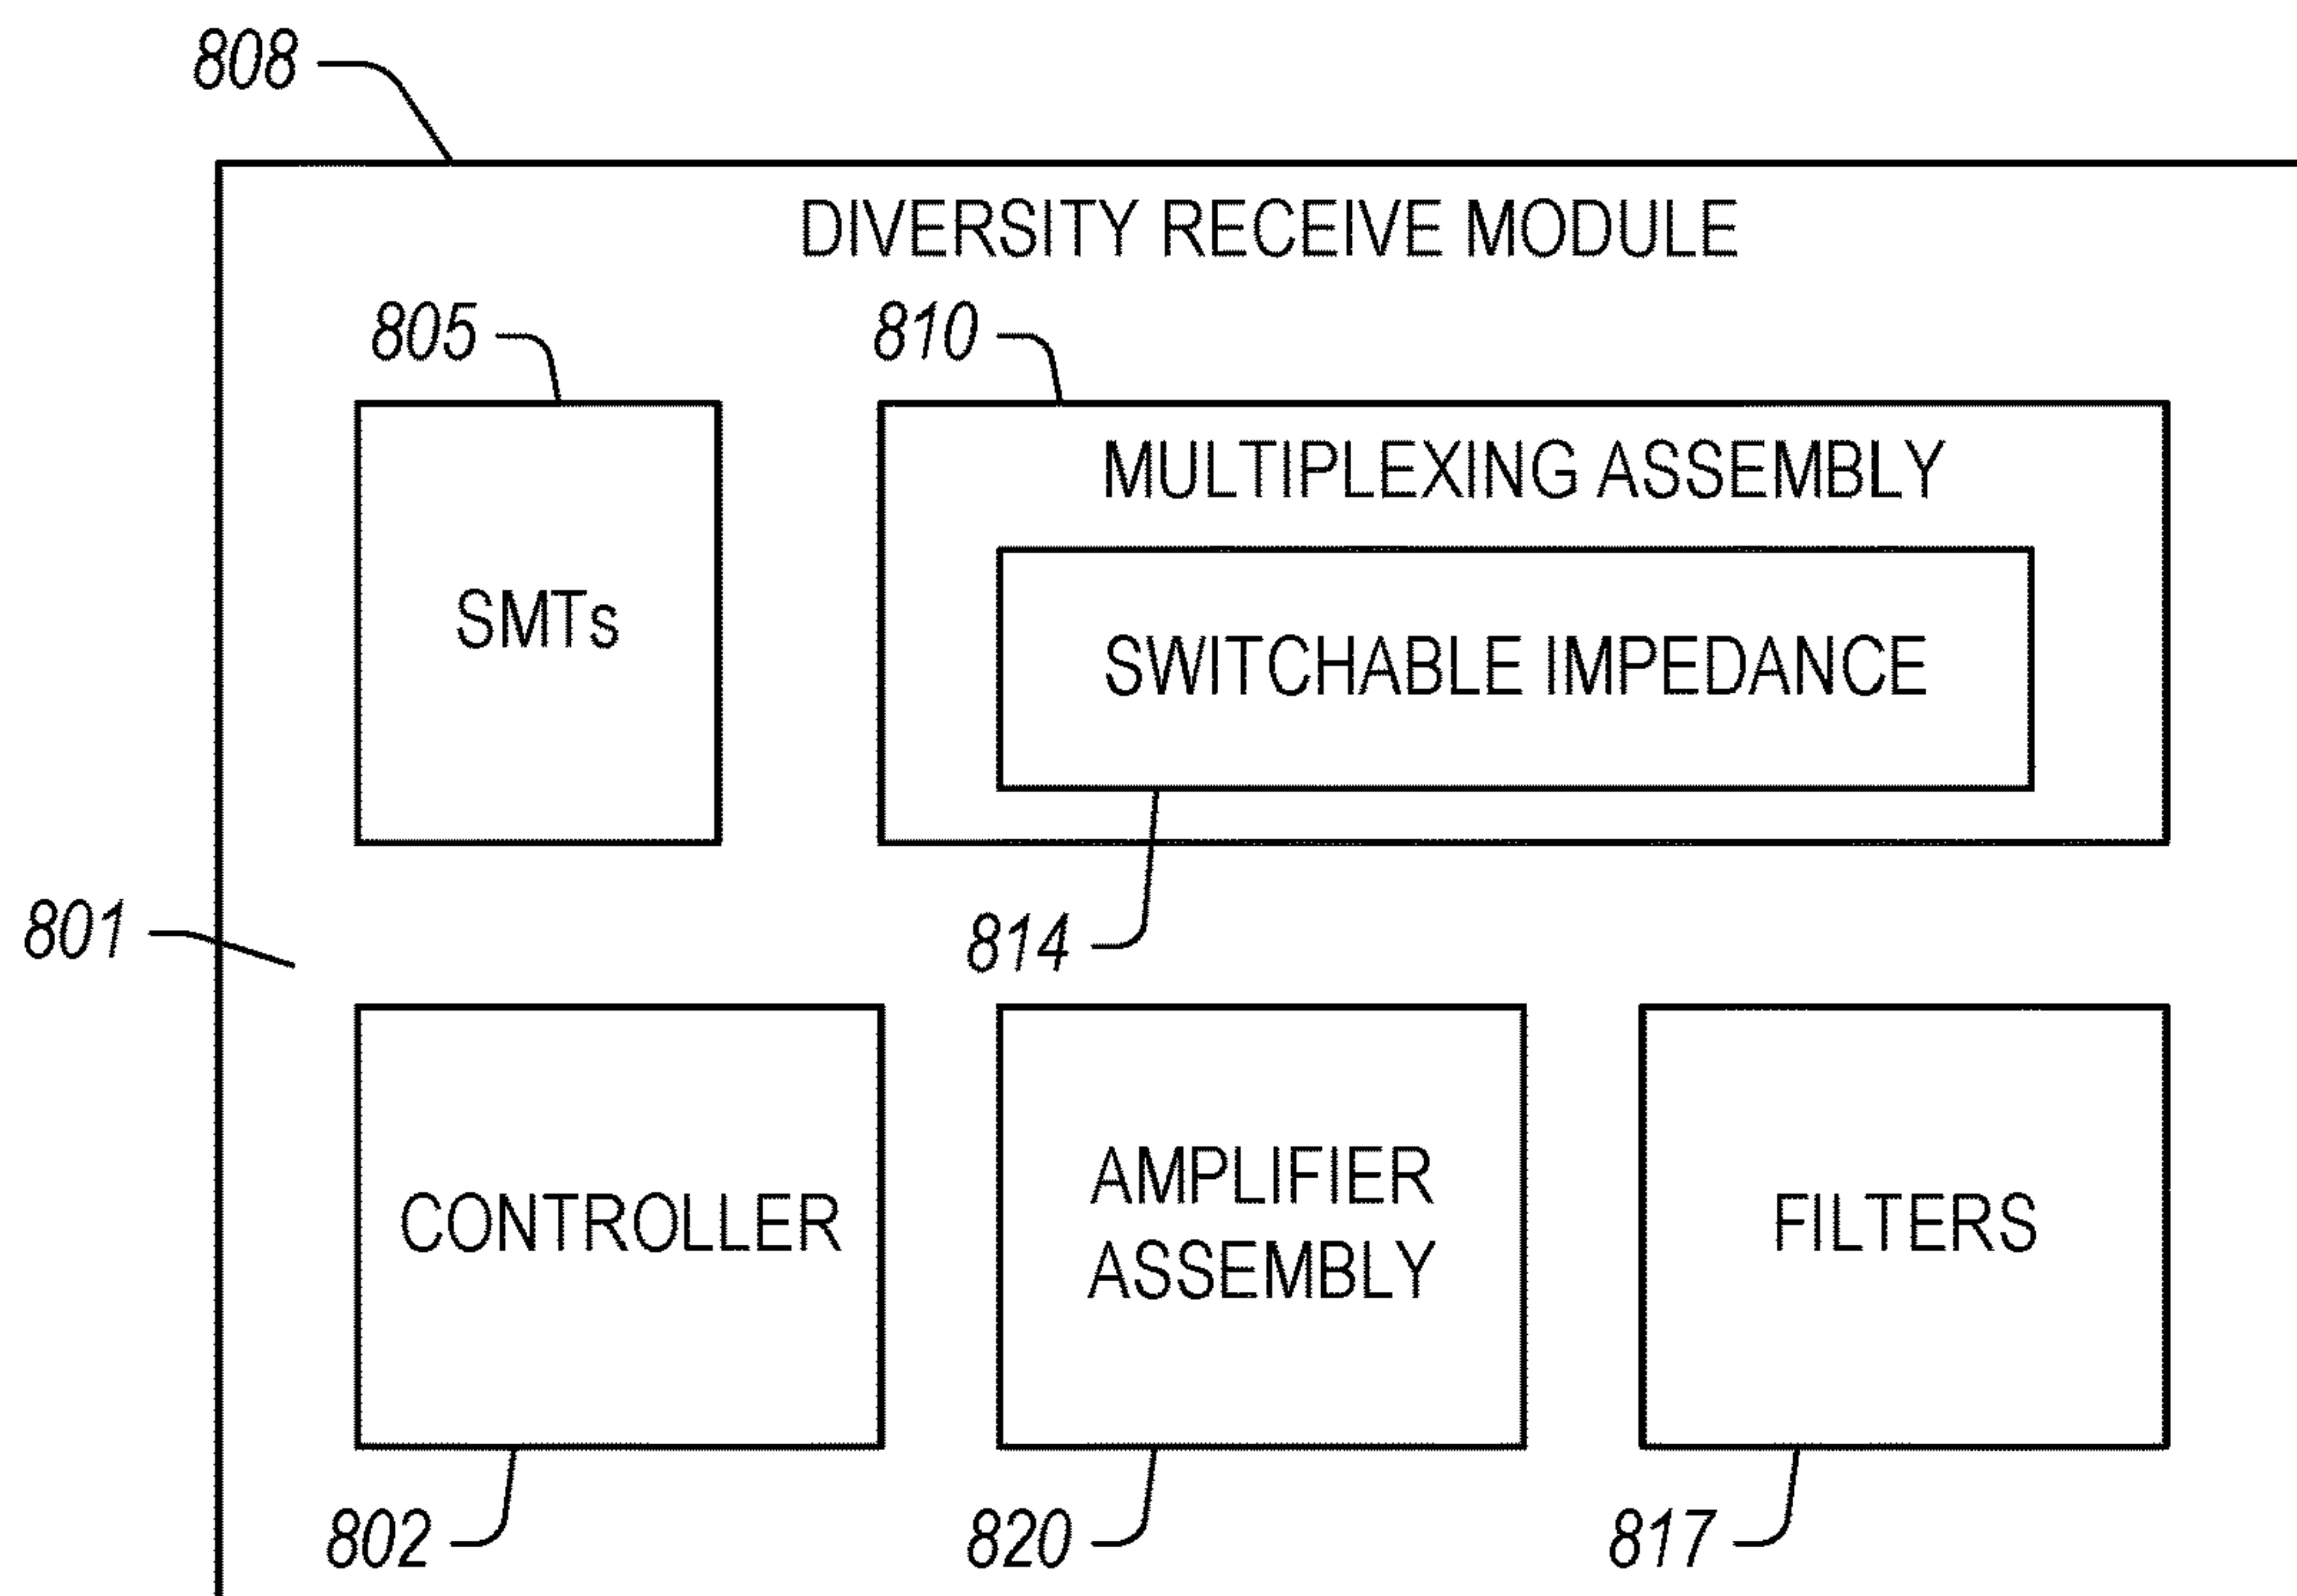 808
DIVERSITY RECEIVE MODULE
805
810
MULTIPLEXING ASSEMBLY
SMTs
SWITCHABLE IMPEDANCE
801
814
CONTROLLER
AMPLIFIER
ASSEMBLY
FILTERS
802
820
817